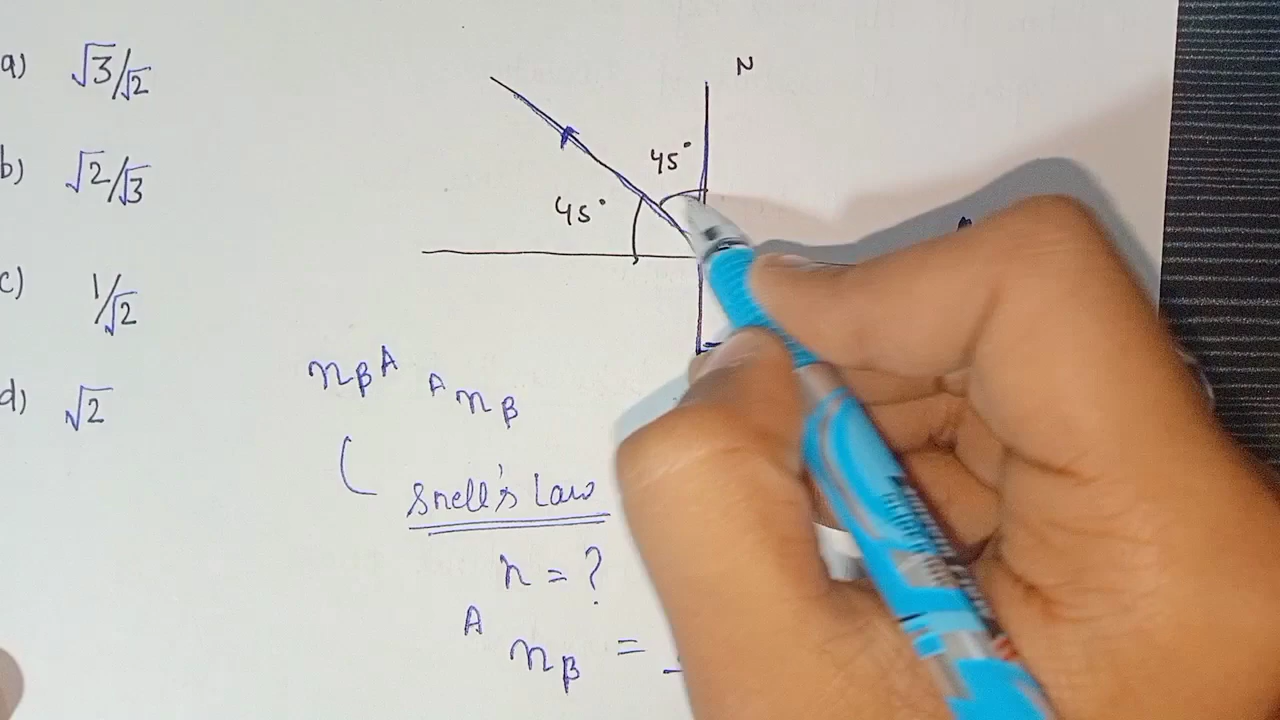 a) √3/√2
N
45°
b) √2/√3
45°
c) 1/√2
nβA Anβ
d) √2
Snell's Law
n = ?
Anβ =